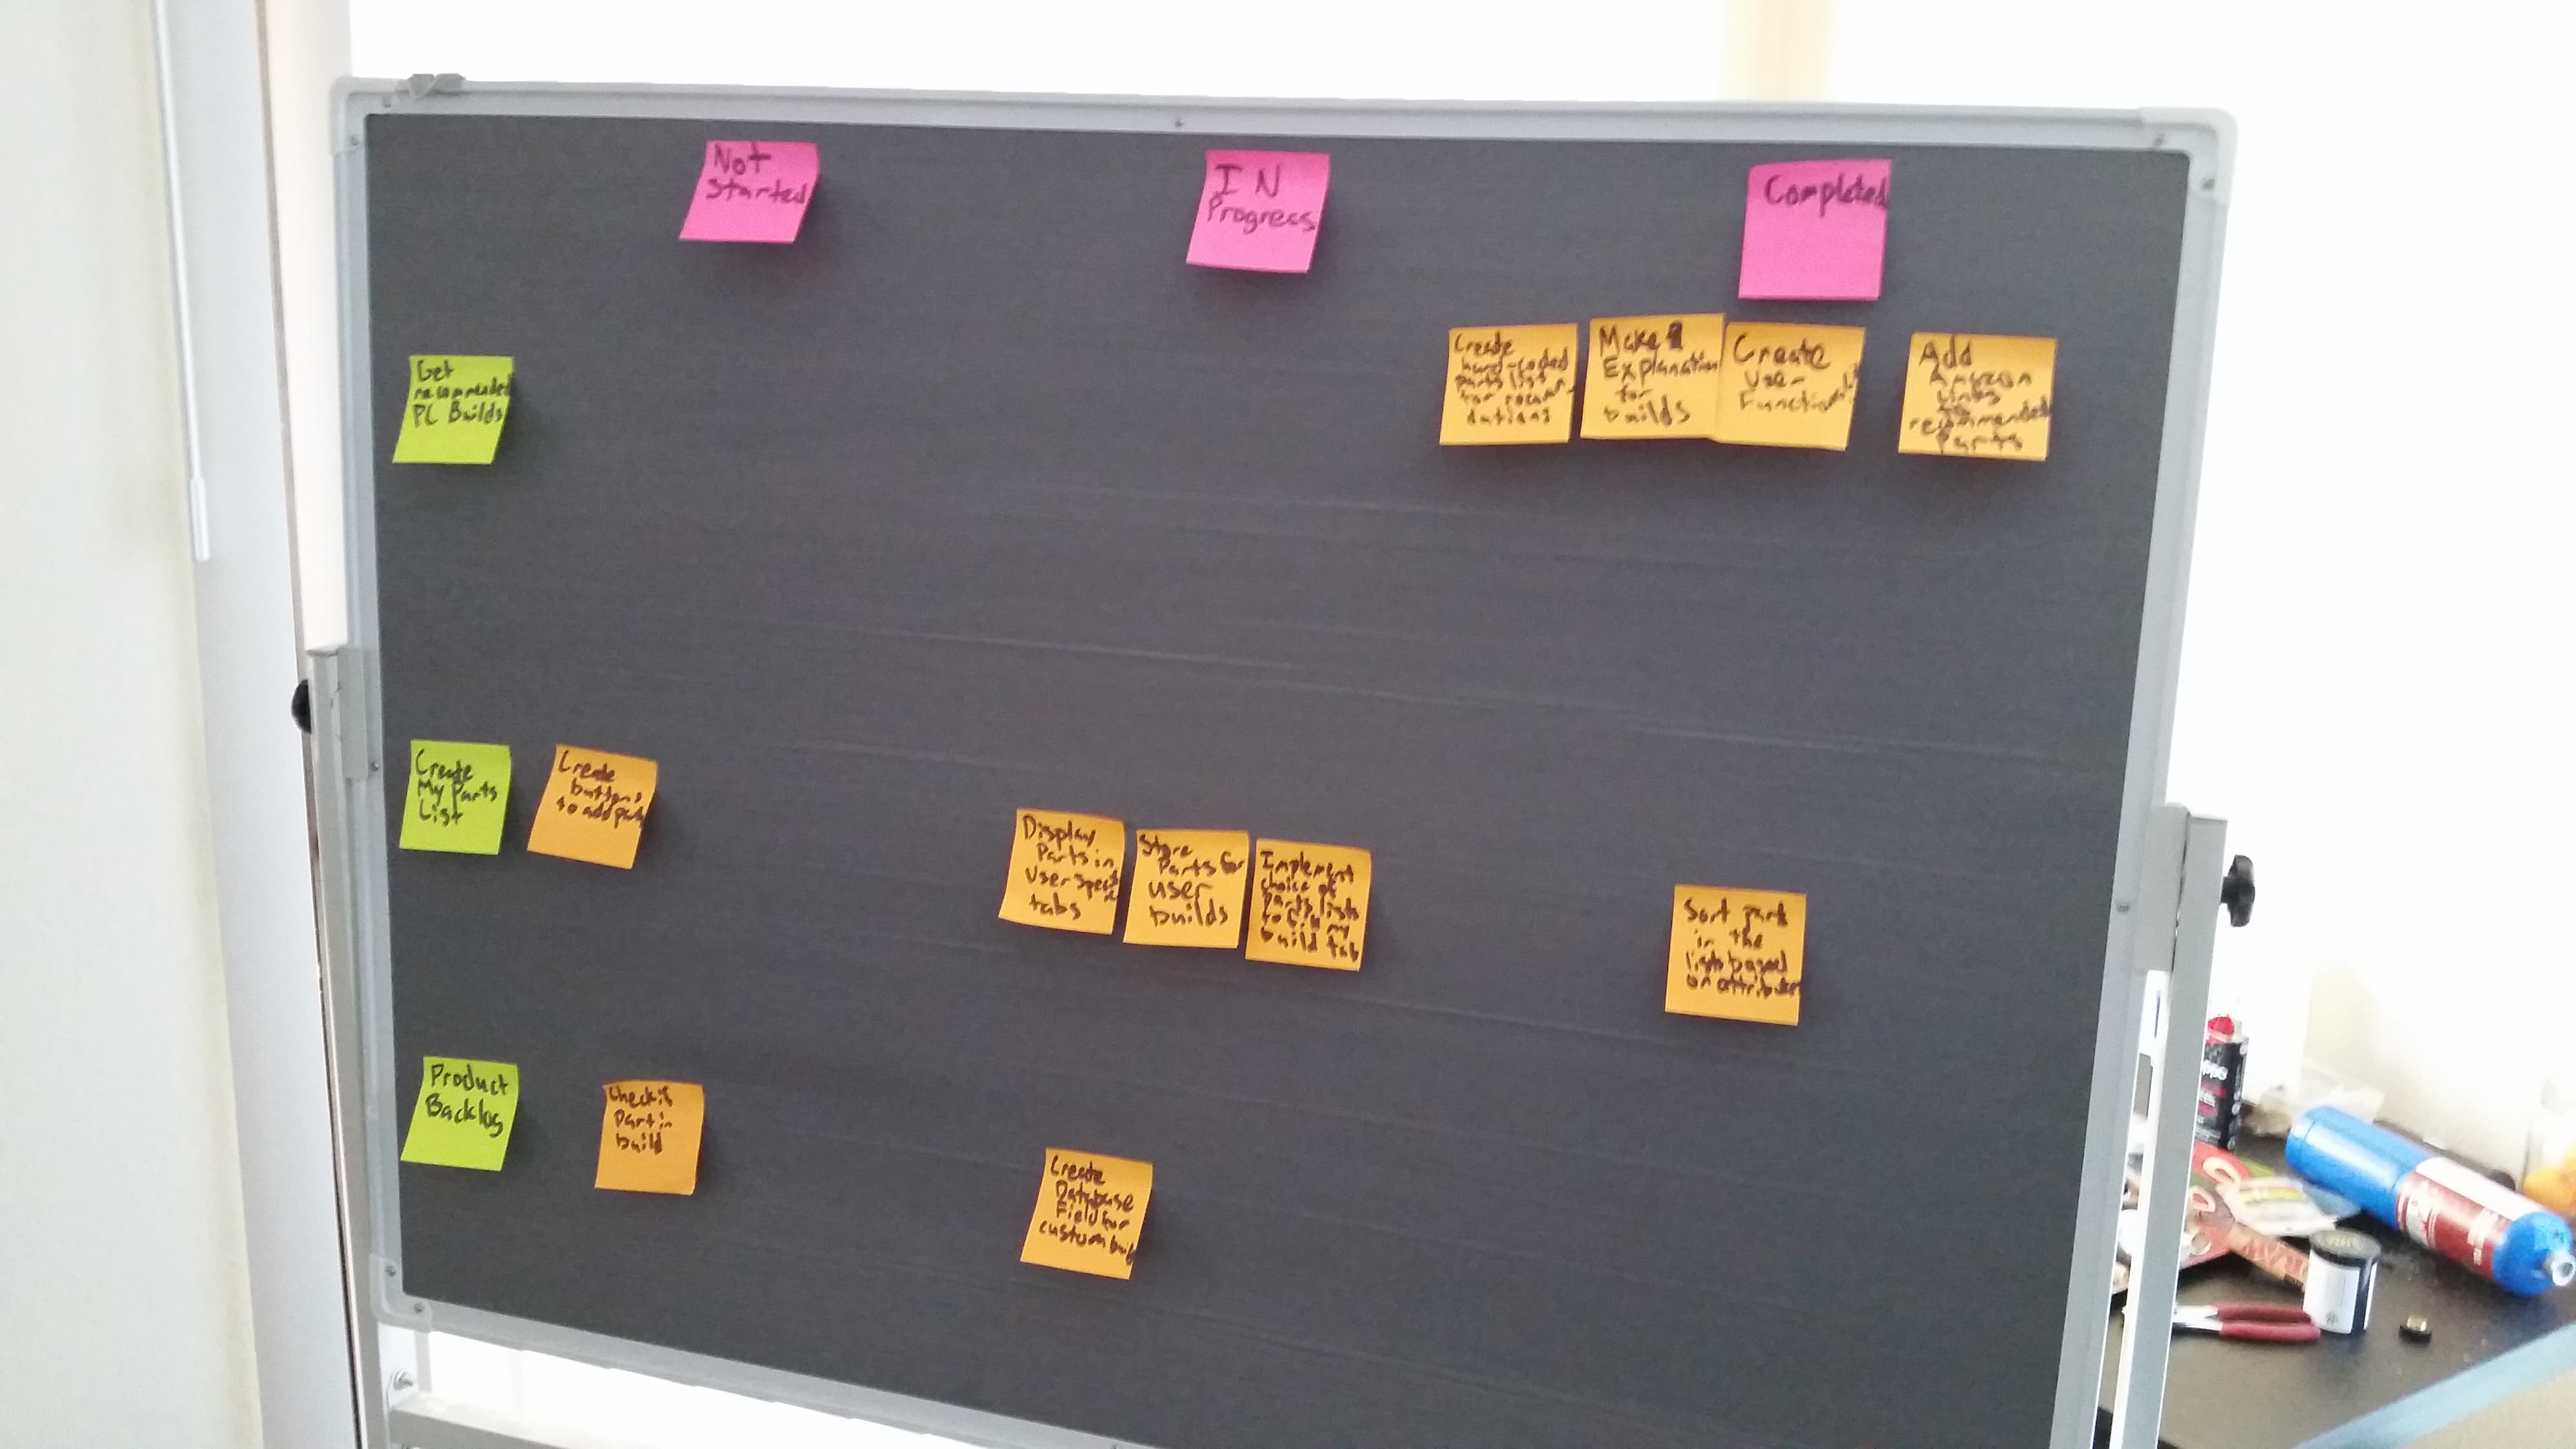 Not
Started
IN
Progress
Completed
Get
recommended
PC Builds
Create
hard-coded
parts list
for recom-
dations
Make
Explanation
for
builds
Create
User
Functionality
Add
Amazon
Links
to
recommended
Parts
Create
My Parts
List
Create
buttons
to add parts
Display
Parts in
User Specific
tabs
Store
Parts for
user
builds
Implement
choice of
parts lists
to fill my
build tab
Sort parts
in the
lists based
on attributes
Product
Backlog
Check if
Part in
build
Create
Database
Field for
custom build